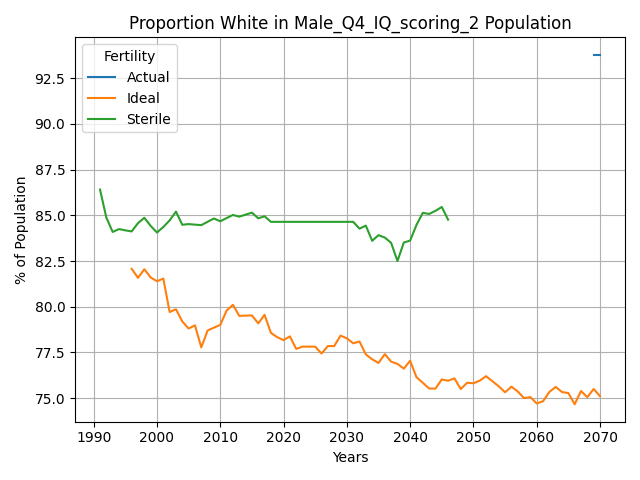 Proportion White in Male_Q4_IQ_scoring_2 Population
Fertility
Actual
Ideal
Sterile
% of Population
92.5
90.0
87.5
85.0
82.5
80.0
77.5
75.0
1990
2000
2010
2020
2030
2040
2050
2060
2070
Years